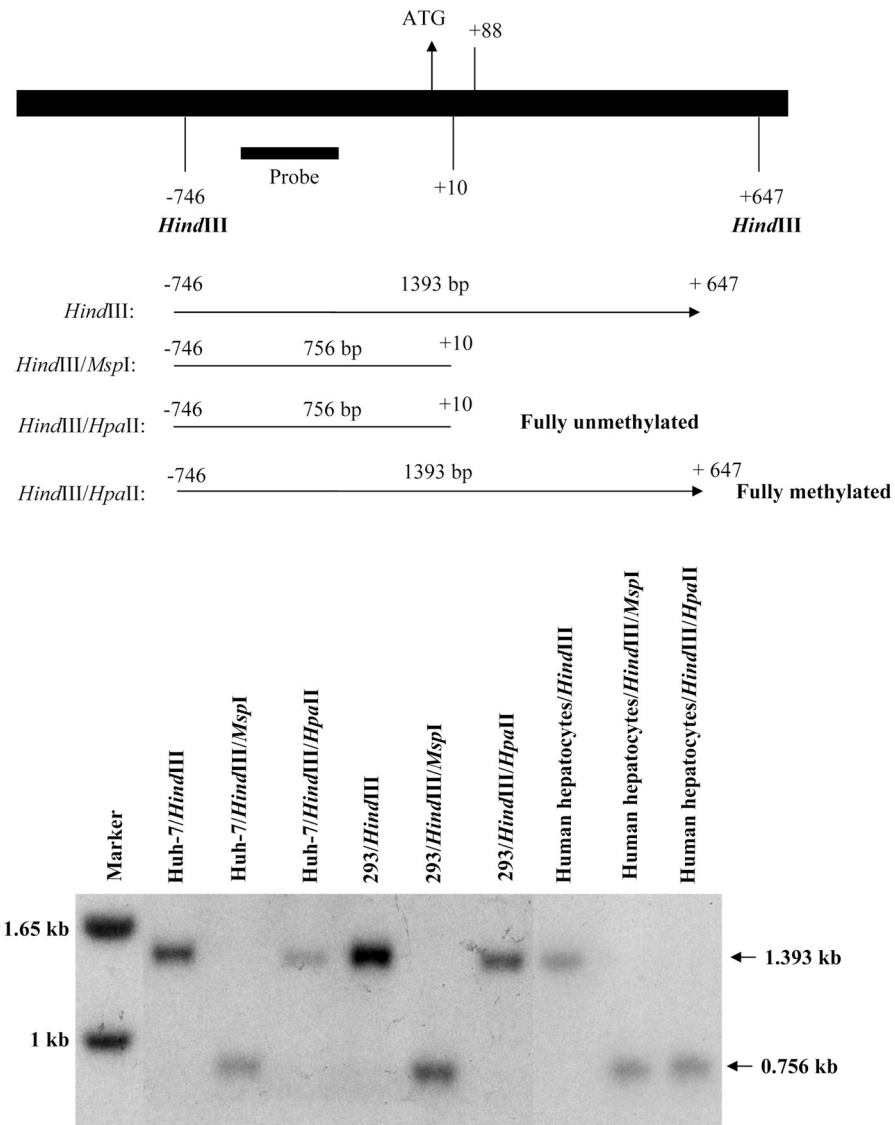 ATG
+88
Probe
-746
+10
+647
HindIII
HindIII
-746
1393 bp
+ 647
HindIII:
-746
756 bp
+10
HindIII/MspI:
-746
756 bp
+10
HindIII/HpaII:
Fully unmethylated
-746
1393 bp
+ 647
HindIII/HpaII:
Fully methylated
Marker
Huh-7/HindIII
Huh-7/HindIII/MspI
Huh-7/HindIII/HpaII
293/HindIII
293/HindIII/MspI
293/HindIII/HpaII
Human hepatocytes/HindIII
Human hepatocytes/HindIII/MspI
Human hepatocytes/HindIII/HpaII
1.65 kb
1.393 kb
1 kb
0.756 kb